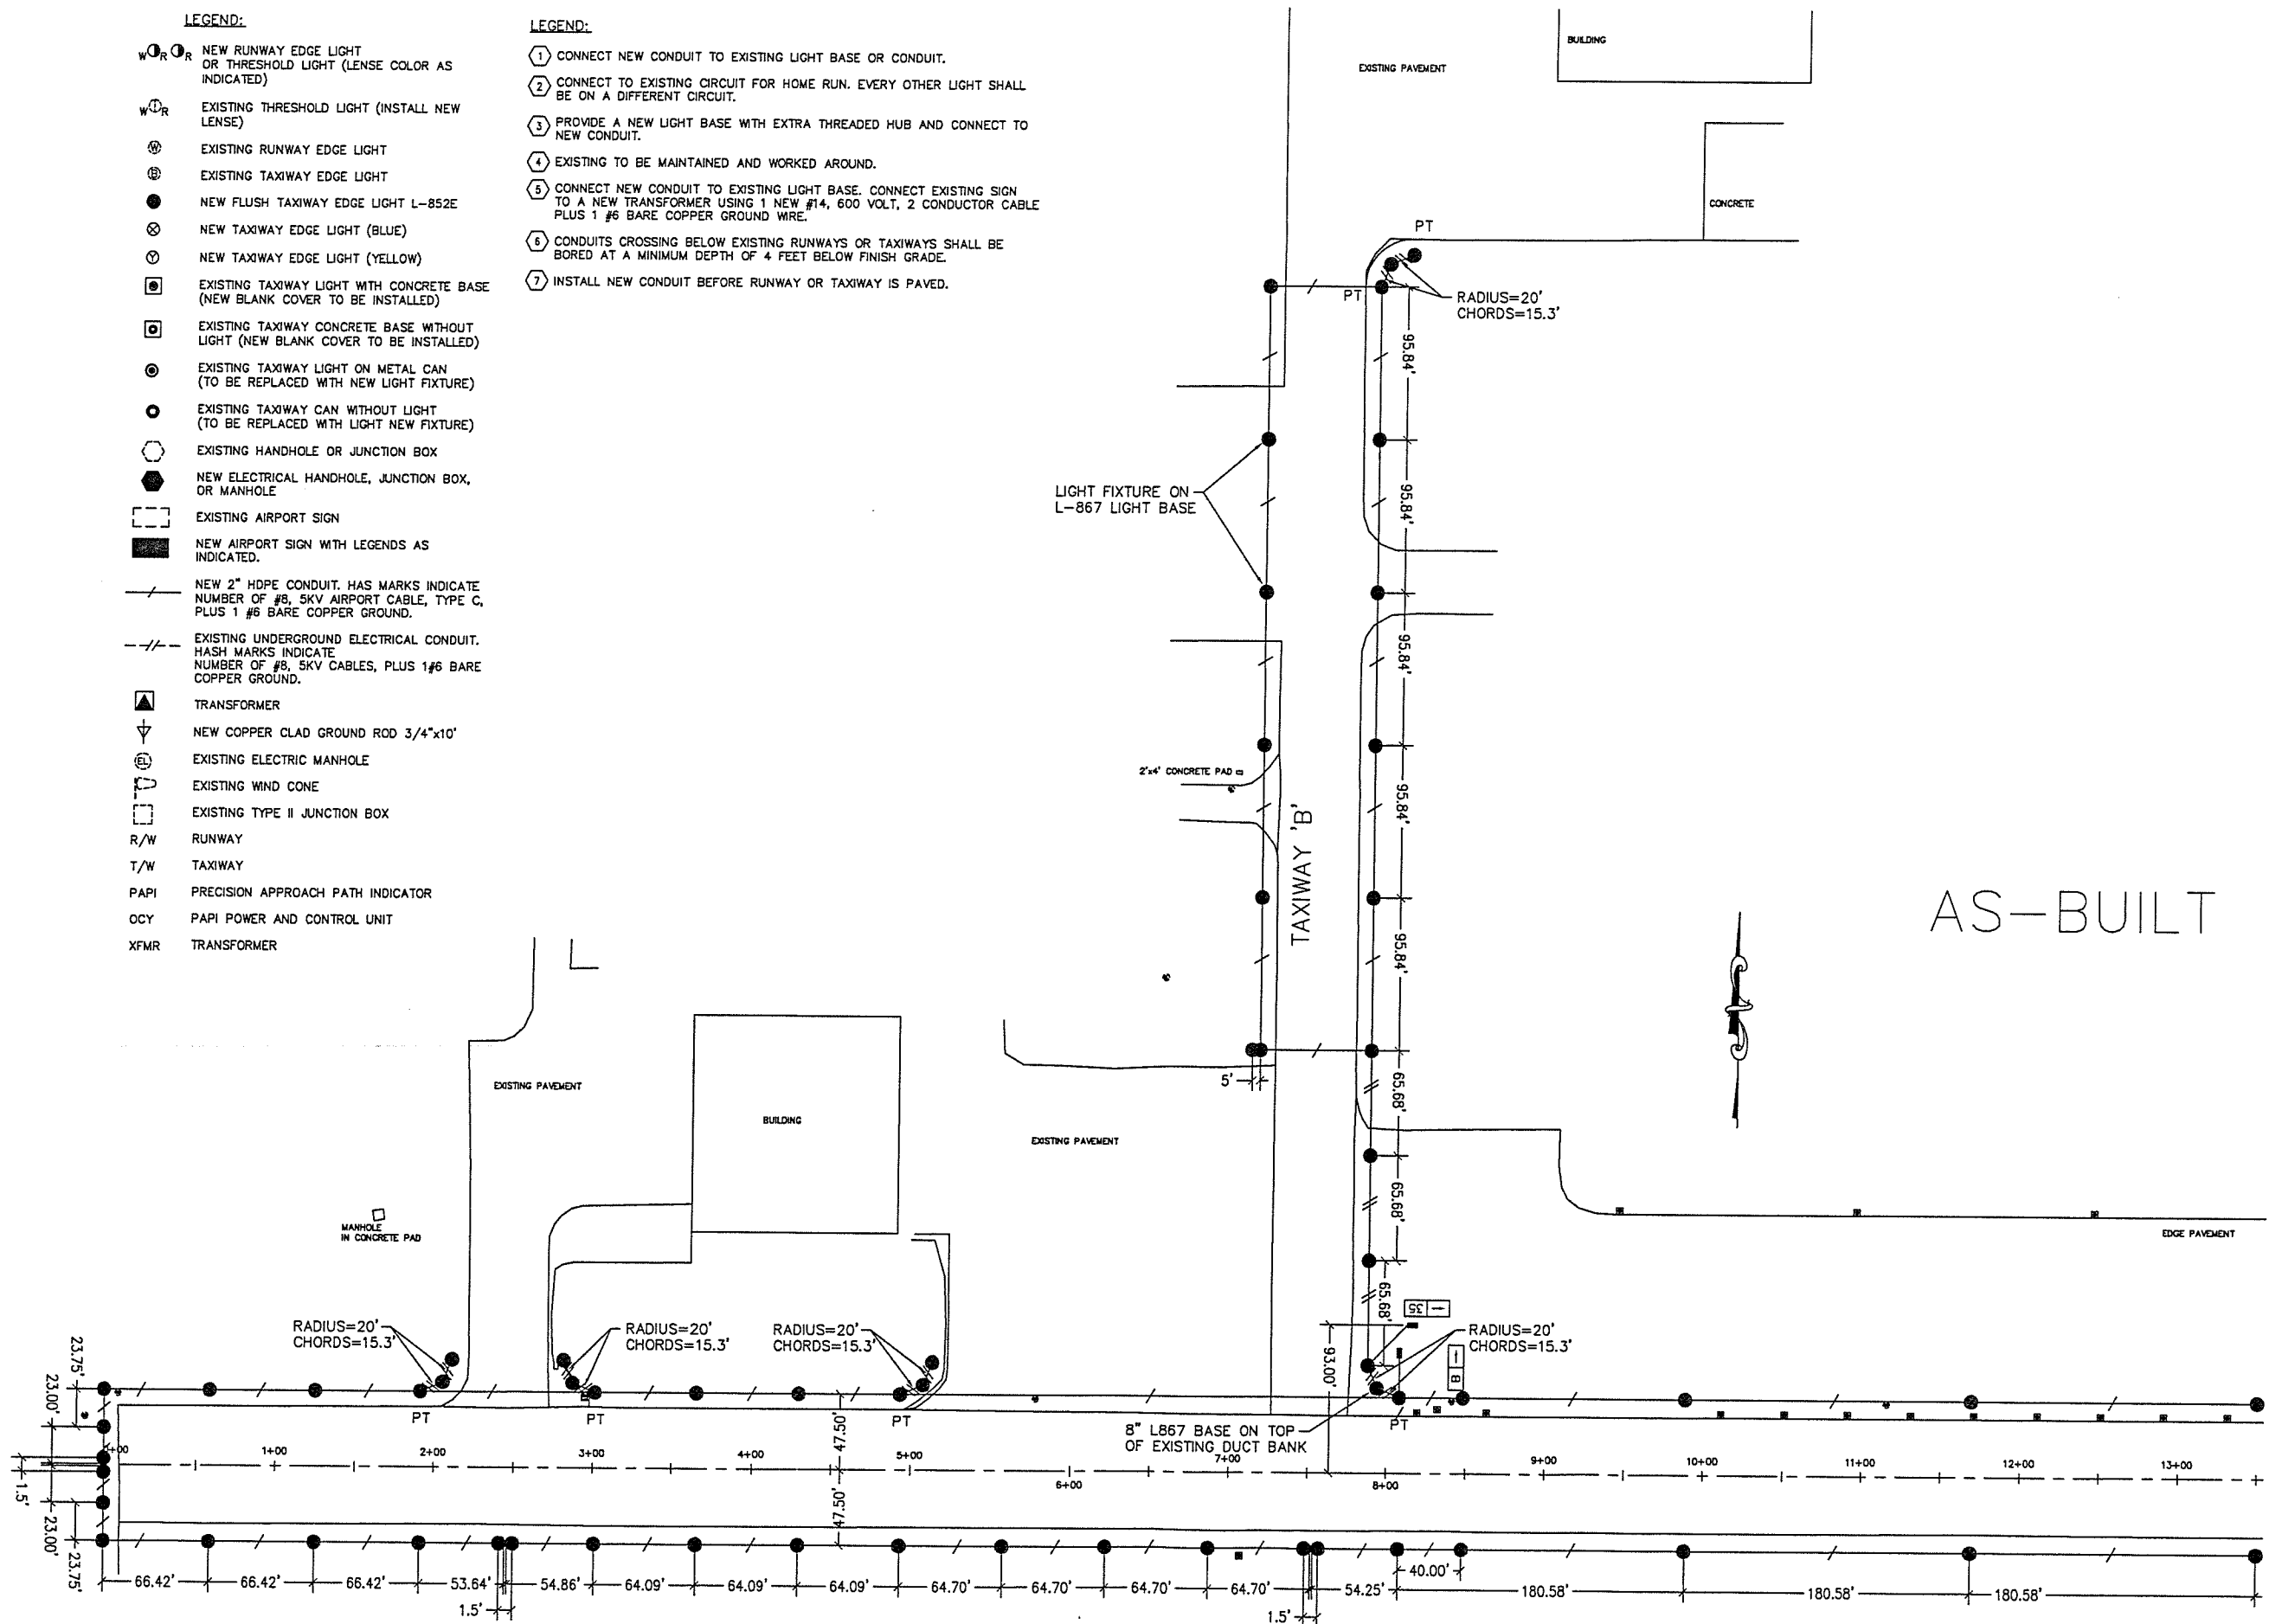 LEGEND:
W R R NEW RUNWAY EDGE LIGHT
OR THRESHOLD LIGHT (LENSE COLOR AS
INDICATED)
W R EXISTING THRESHOLD LIGHT (INSTALL NEW
LENSE)
W EXISTING RUNWAY EDGE LIGHT
B EXISTING TAXIWAY EDGE LIGHT
NEW FLUSH TAXIWAY EDGE LIGHT L-852E
NEW TAXIWAY EDGE LIGHT (BLUE)
Y NEW TAXIWAY EDGE LIGHT (YELLOW)
EXISTING TAXIWAY LIGHT WITH CONCRETE BASE
(NEW BLANK COVER TO BE INSTALLED)
EXISTING TAXIWAY CONCRETE BASE WITHOUT
LIGHT (NEW BLANK COVER TO BE INSTALLED)
EXISTING TAXIWAY LIGHT ON METAL CAN
(TO BE REPLACED WITH NEW LIGHT FIXTURE)
EXISTING TAXIWAY CAN WITHOUT LIGHT
(TO BE REPLACED WITH LIGHT NEW FIXTURE)
EXISTING HANDHOLE OR JUNCTION BOX
NEW ELECTRICAL HANDHOLE, JUNCTION BOX,
OR MANHOLE
EXISTING AIRPORT SIGN
NEW AIRPORT SIGN WITH LEGENDS AS
INDICATED.
NEW 2" HDPE CONDUIT. HAS MARKS INDICATE
NUMBER OF #8, 5KV AIRPORT CABLE, TYPE C,
PLUS 1 #6 BARE COPPER GROUND.
EXISTING UNDERGROUND ELECTRICAL CONDUIT.
HASH MARKS INDICATE
NUMBER OF #8, 5KV CABLES, PLUS 1#6 BARE
COPPER GROUND.
TRANSFORMER
NEW COPPER CLAD GROUND ROD 3/4"x10'
EL EXISTING ELECTRIC MANHOLE
EXISTING WIND CONE
EXISTING TYPE II JUNCTION BOX
R/W RUNWAY
T/W TAXIWAY
PAPI PRECISION APPROACH PATH INDICATOR
OCY PAPI POWER AND CONTROL UNIT
XFMR TRANSFORMER
LEGEND:
1 CONNECT NEW CONDUIT TO EXISTING LIGHT BASE OR CONDUIT.
2 CONNECT TO EXISTING CIRCUIT FOR HOME RUN. EVERY OTHER LIGHT SHALL
BE ON A DIFFERENT CIRCUIT.
3 PROVIDE A NEW LIGHT BASE WITH EXTRA THREADED HUB AND CONNECT TO
NEW CONDUIT.
4 EXISTING TO BE MAINTAINED AND WORKED AROUND.
5 CONNECT NEW CONDUIT TO EXISTING LIGHT BASE. CONNECT EXISTING SIGN
TO A NEW TRANSFORMER USING 1 NEW #14, 600 VOLT, 2 CONDUCTOR CABLE
PLUS 1 #6 BARE COPPER GROUND WIRE.
6 CONDUITS CROSSING BELOW EXISTING RUNWAYS OR TAXIWAYS SHALL BE
BORED AT A MINIMUM DEPTH OF 4 FEET BELOW FINISH GRADE.
7 INSTALL NEW CONDUIT BEFORE RUNWAY OR TAXIWAY IS PAVED.
BUILDING
EXISTING PAVEMENT
CONCRETE
PT
PT
RADIUS=20'
CHORDS=15.3'
95.84'
95.84'
95.84'
95.84'
95.84'
LIGHT FIXTURE ON
L-867 LIGHT BASE
2'x4' CONCRETE PAD
TAXIWAY 'B'
AS-BUILT
5'
65.68'
65.68'
65.68'
EXISTING PAVEMENT
BUILDING
EXISTING PAVEMENT
MANHOLE
IN CONCRETE PAD
EDGE PAVEMENT
35
B
93.00'
RADIUS=20'
CHORDS=15.3'
RADIUS=20'
CHORDS=15.3'
RADIUS=20'
CHORDS=15.3'
RADIUS=20'
CHORDS=15.3'
PT
PT
PT
PT
8" L867 BASE ON TOP
OF EXISTING DUCT BANK
23.75'
23.00'
1.5'
23.00'
23.75'
47.50'
47.50'
+00
1+00
2+00
3+00
4+00
5+00
6+00
7+00
8+00
9+00
10+00
11+00
12+00
13+00
66.42'
66.42'
66.42'
53.64'
54.86'
64.09'
64.09'
64.09'
64.70'
64.70'
64.70'
64.70'
54.25'
40.00'
180.58'
180.58'
180.58'
1.5'
1.5'